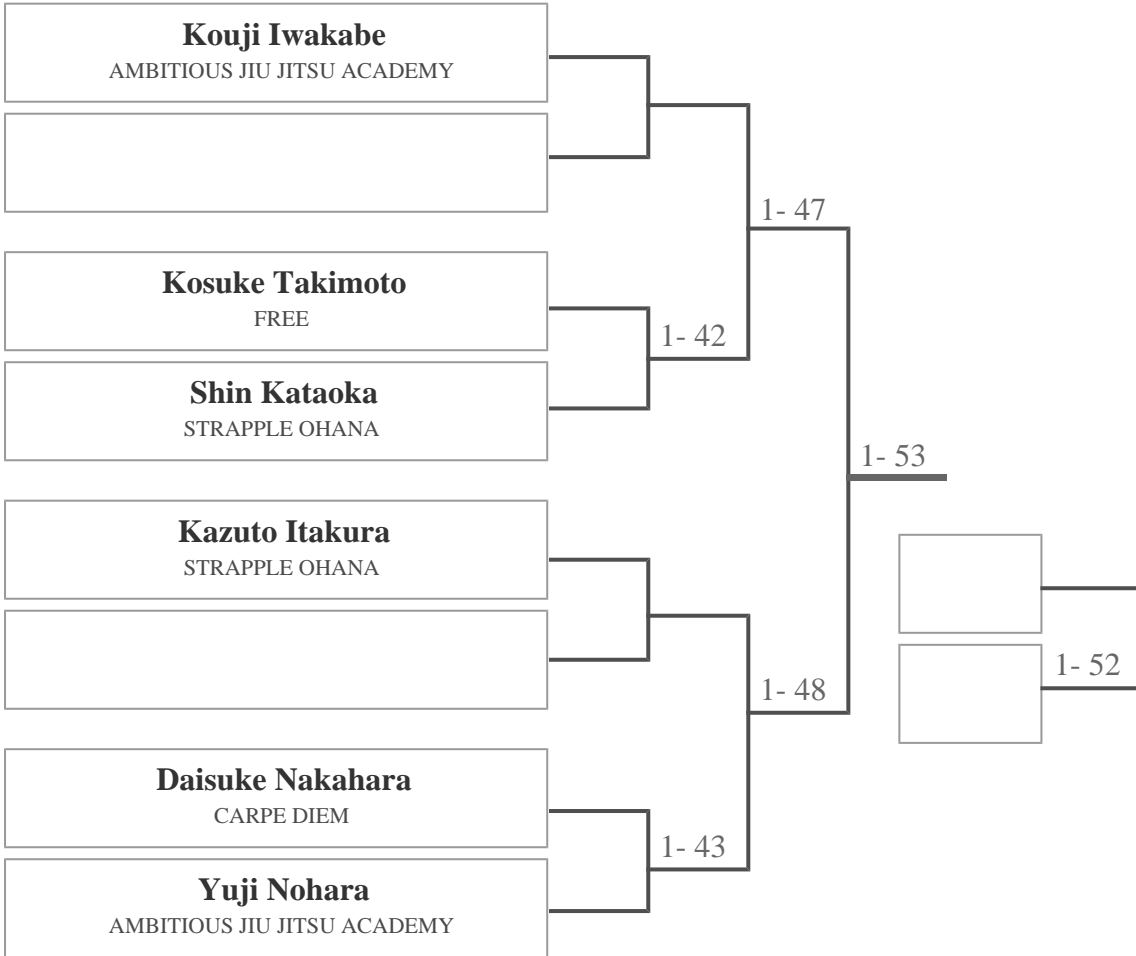 Kouji Iwakabe
AMBITIOUS JIU JITSU ACADEMY
1- 47
Kosuke Takimoto
FREE
1- 42
Shin Kataoka
STRAPPLE OHANA
1- 53
Kazuto Itakura
STRAPPLE OHANA
1- 52
1- 48
Daisuke Nakahara
CARPE DIEM
1- 43
Yuji Nohara
AMBITIOUS JIU JITSU ACADEMY